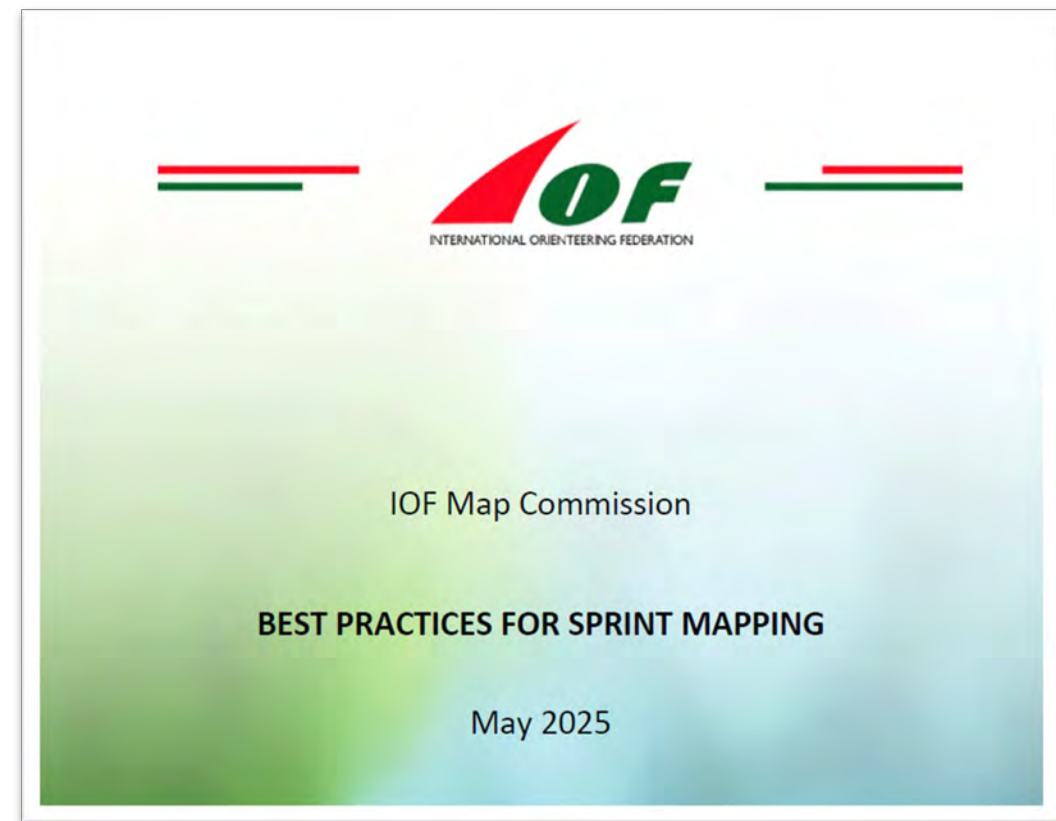 IOF
INTERNATIONAL ORIENTEERING FEDERATION
IOF Map Commission
BEST PRACTICES FOR SPRINT MAPPING
May 2025